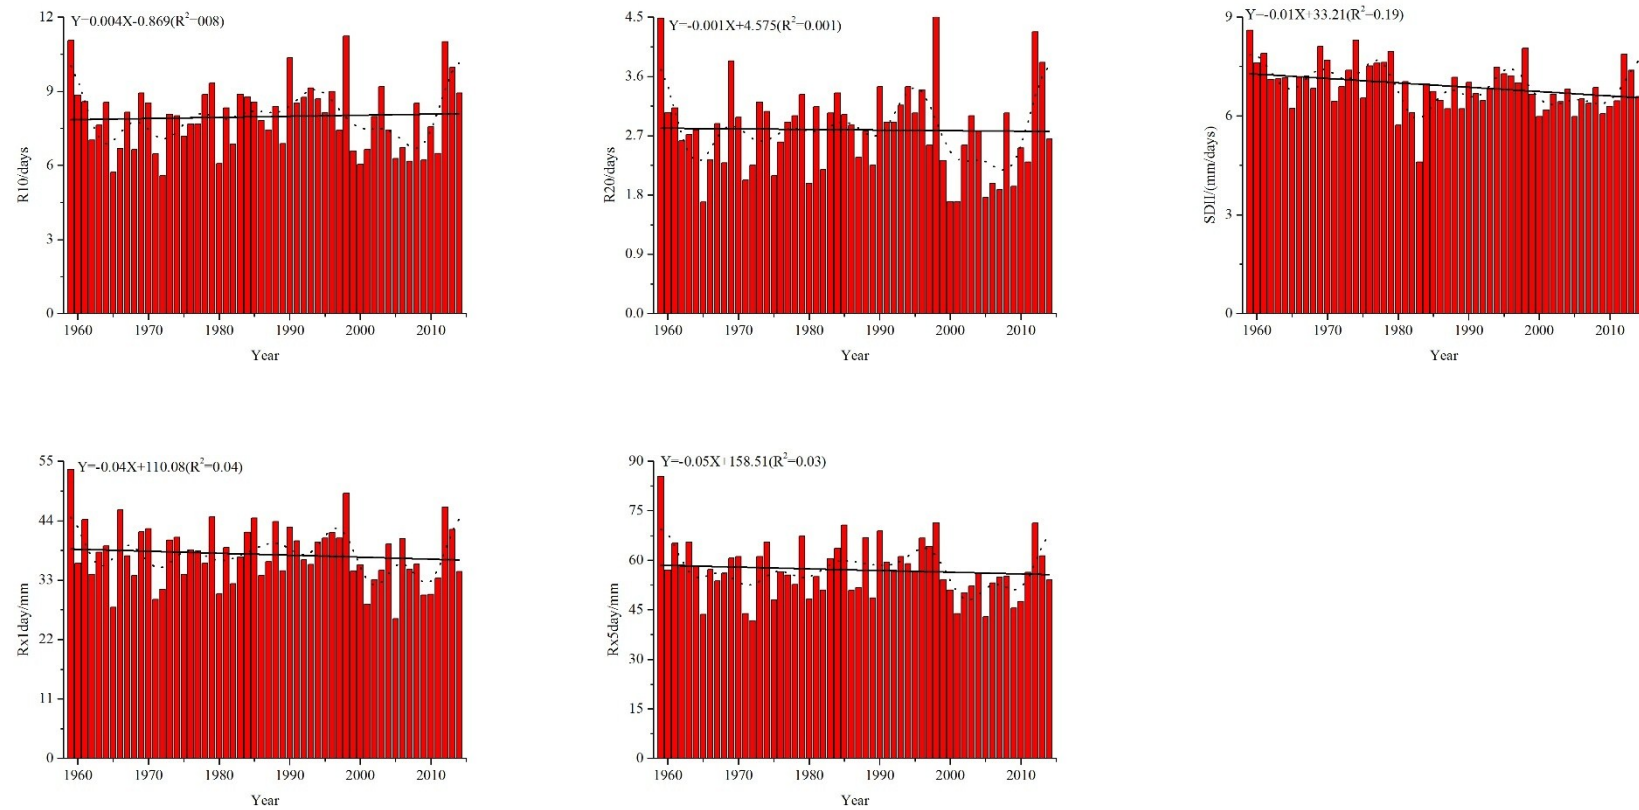 Y=0.004X-0.869(R²=008)
12
9
6
3
0
R10/days
1960 1970 1980 1990 2000 2010
Year
Y=-0.001X+4.575(R²=0.001)
4.5
3.6
2.7
1.8
0.9
0.0
R20/days
1960 1970 1980 1990 2000 2010
Year
Y=-0.01X+33.21(R²=0.19)
9
6
3
0
SDII/(mm/days)
1960 1970 1980 1990 2000 2010
Year
Y=-0.04X+110.08(R²=0.04)
55
44
33
22
11
0
Rx1day/mm
1960 1970 1980 1990 2000 2010
Year
Y=-0.05X+158.51(R²=0.03)
90
75
60
45
30
15
0
Rx5day/mm
1960 1970 1980 1990 2000 2010
Year